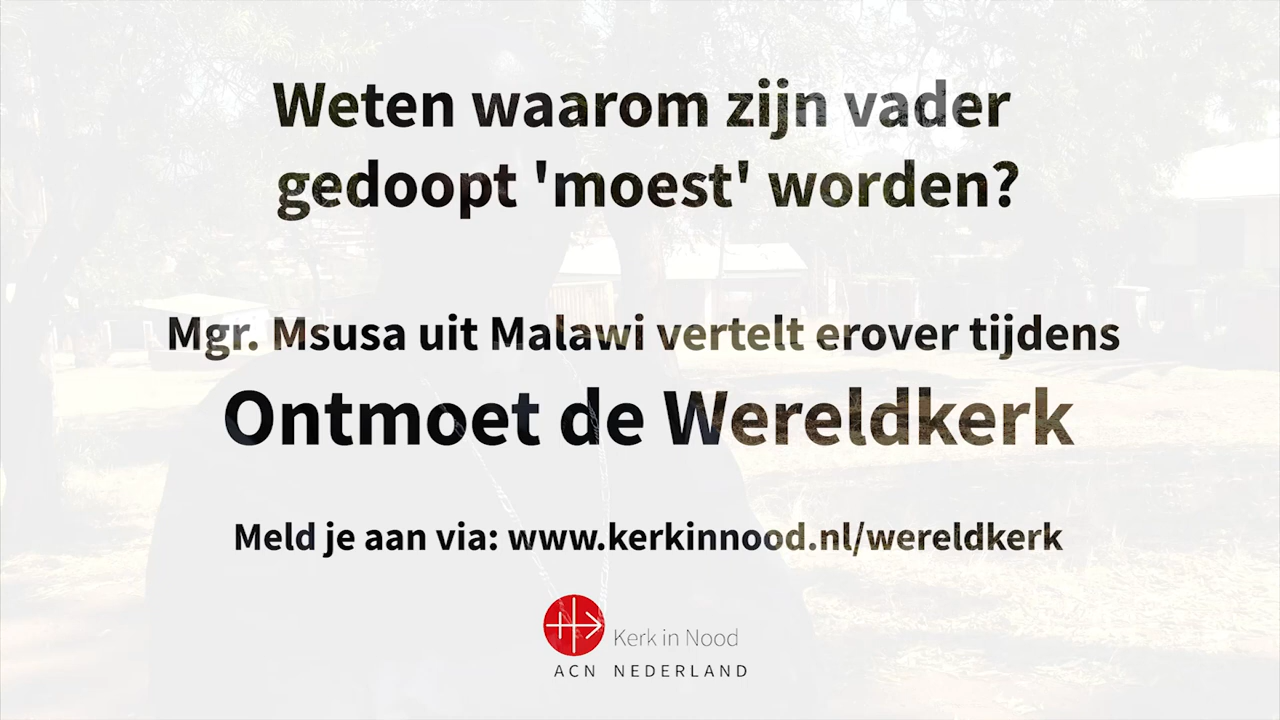 Weten waarom zijn vader
gedoopt 'moest' worden?
Mgr. Msusa uit Malawi vertelt erover tijdens
Ontmoet de Wereldkerk
Meld je aan via: www.kerkinnood.nl/wereldkerk
Kerk in Nood
ACN NEDERLAND